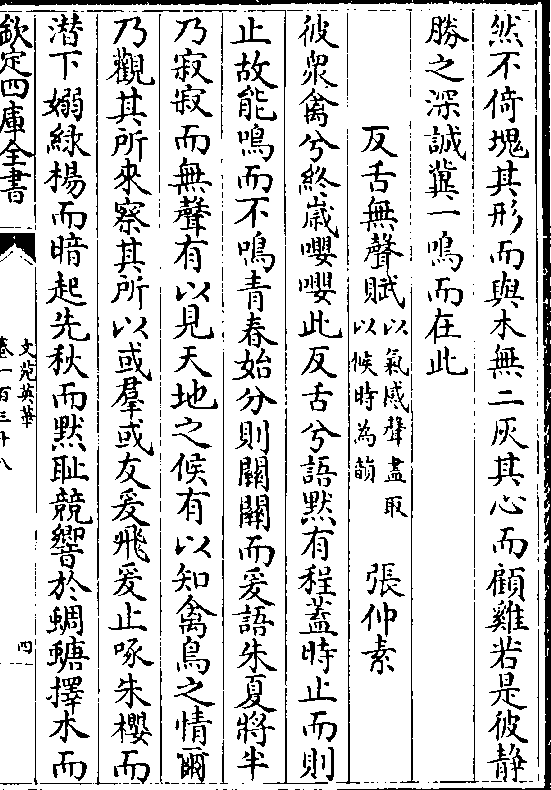 然不倚塊其形而與木無二灰其心而顧雞若是彼静
勝之深誠冀一鳴而在此
反舌無聲賦以氣感聲盡取以候時為韻 張仲素
彼衆禽兮終歲嚶嚶此反舌兮語默有程蓋時止而則
止故能鳴而不鳴青春始分則關關而爰語朱夏將半
乃寂寂而無聲有以見天地之候有以知禽鳥之情爾
乃觀其所來察其所以或羣或友爰飛爰止啄朱櫻而
潛下嫋緑楊而暗起先秋而默恥競響於蜩螗擇木而
欽定四庫全書
文苑英華
卷一百三十八
四